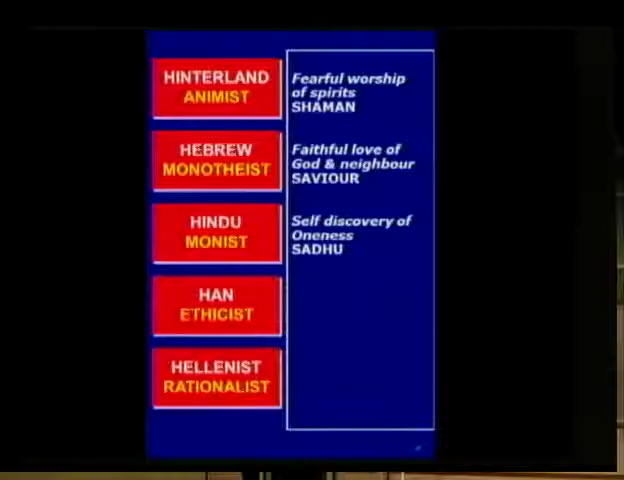 HINTERLAND
ANIMIST
Fearful worship
of spirits
SHAMAN
HEBREW
MONOTHEIST
Faithful love of
God & neighbour
SAVIOUR
HINDU
MONIST
Self discovery of
Oneness
SADHU
HAN
ETHICIST
HELLENIST
RATIONALIST